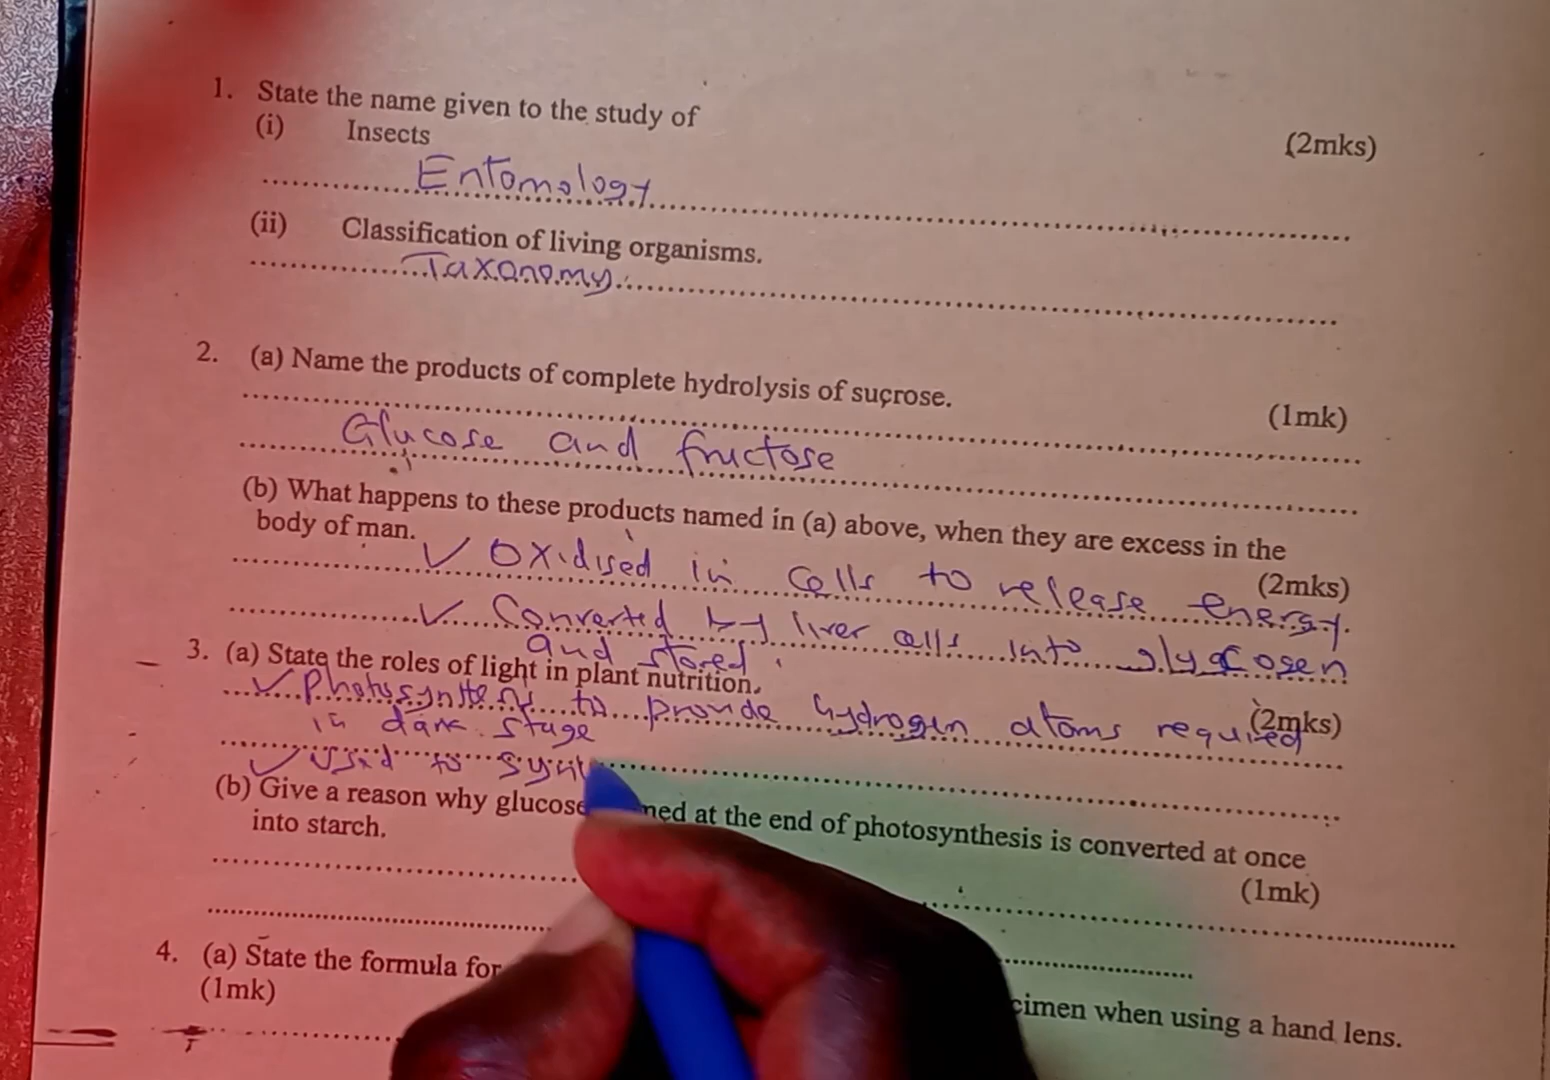 1. State the name given to the study of
(2mks)
(i) Insects
Entomology
(ii) Classification of living organisms.
Taxonomy
2. (a) Name the products of complete hydrolysis of sucrose.
(1mk)
Glucose and fructose
(b) What happens to these products named in (a) above, when they are excess in the
body of man.
(2mks)
✓ Oxidised in cells to release energy.
✓ Converted by liver cells into glycogen
and stored.
3. (a) State the roles of light in plant nutrition.
(2mks)
✓ to provide hydrogen atoms required
in dark stage
✓ Used to
(b) Give a reason why glucose at the end of photosynthesis is converted at once
into starch.
(1mk)
4. (a) State the formula for
when using a hand lens.
(1mk)